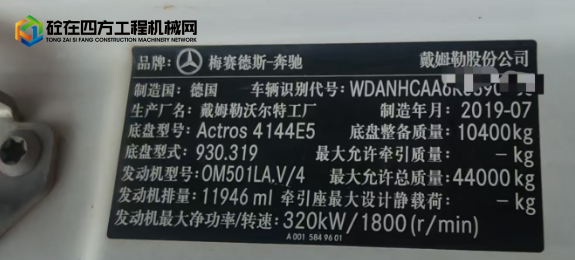 砼在四方工程机械网
TONG ZAI SI FANG CONSTRUCTION MACHINERY NETWORK
品牌: 梅赛德斯-奔驰 戴姆勒股份公司
制造国: 德国 车辆识别代号: WDANHCAA6K
生产厂名: 戴姆勒沃尔特工厂 制造年月: 2019-07
底盘型号: Actros 4144E5 底盘整备质量: 10400kg
底盘型: 930.319 最大允许牵引质量: -kg
发动机型号: OM501LA.V/4 最大允许总质量: 44000kg
发动机排量: 11946 ml 牵引座最大设计静载荷: -kg
发动机最大净功率/转速: 320kW/1800(r/min)
A 001 584 96 01